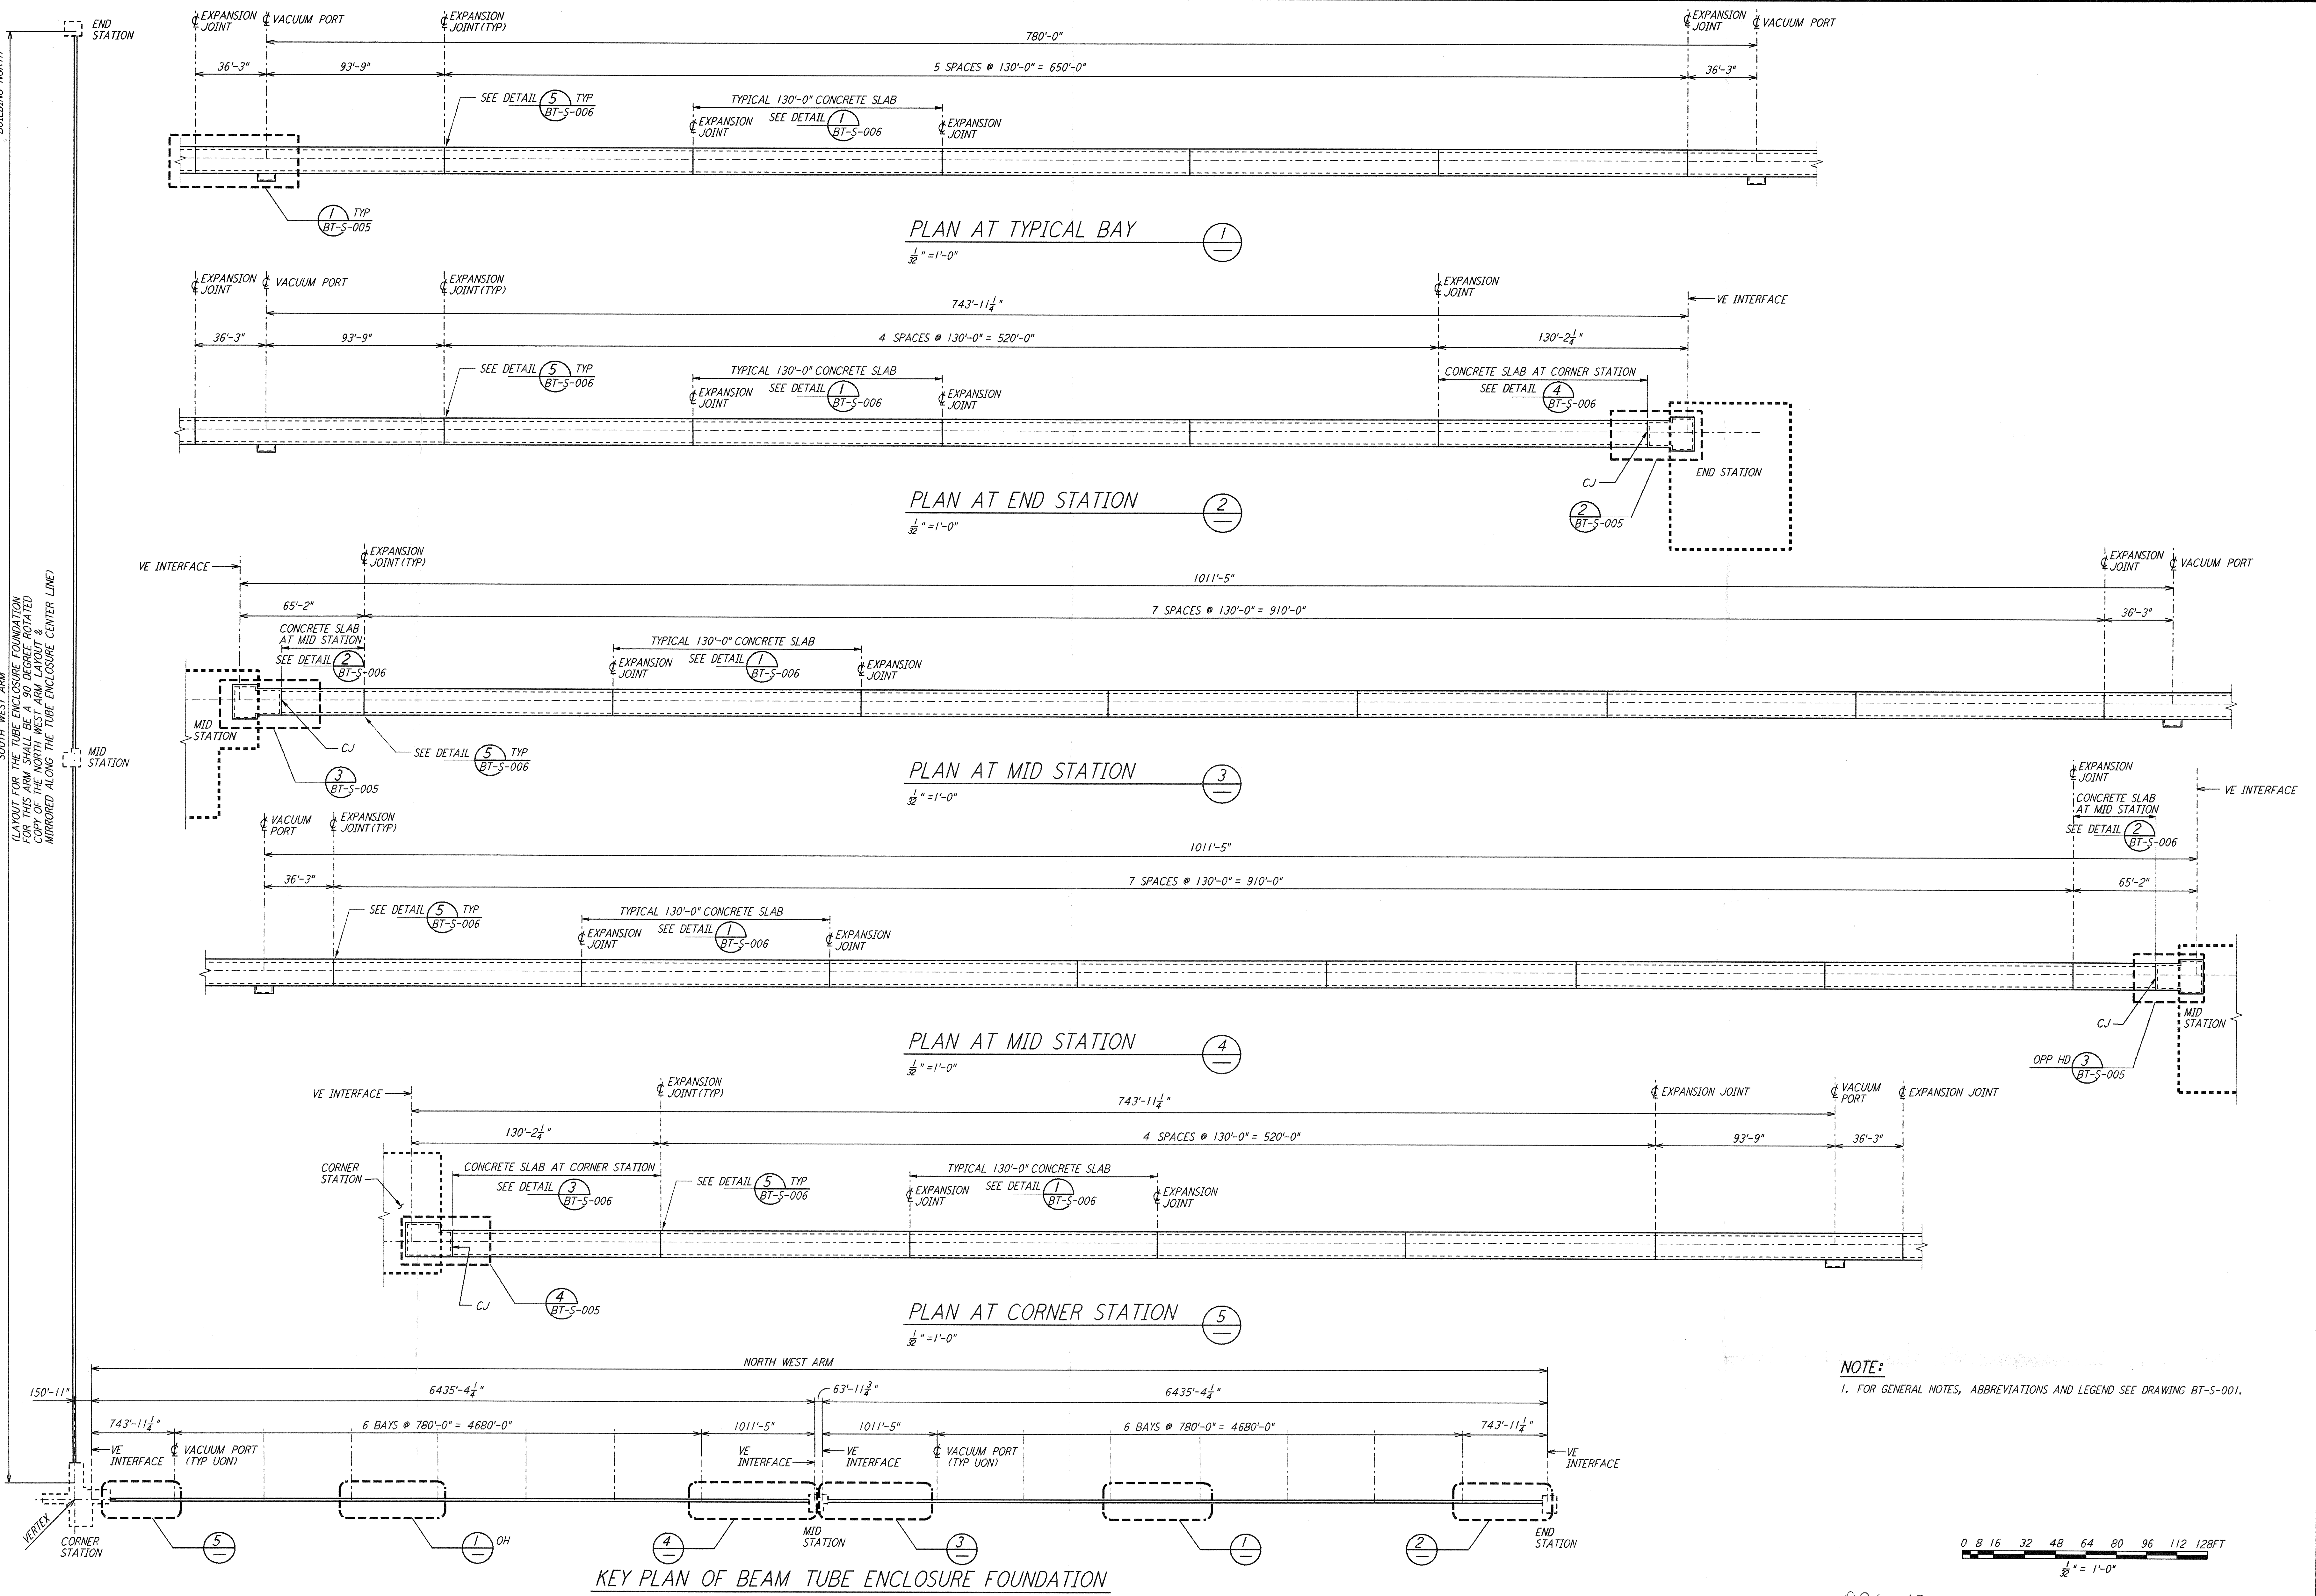 END
STATION
BUILDING NORTH
SOUTH WEST ARM
(LAYOUT FOR THE TUBE ENCLOSURE FOUNDATION
FOR THIS ARM SHALL BE A 90 DEGREE ROTATED
COPY OF THE NORTH WEST ARM LAYOUT &
MIRRORED ALONG THE TUBE ENCLOSURE CENTER LINE)
MID
STATION
℄ EXPANSION
JOINT
℄ VACUUM PORT
℄ EXPANSION
JOINT(TYP)
℄ EXPANSION
JOINT
℄ VACUUM PORT
780'-0"
36'-3"
93'-9"
5 SPACES @ 130'-0" = 650'-0"
36'-3"
SEE DETAIL 5 TYP
BT-S-006
TYPICAL 130'-0" CONCRETE SLAB
SEE DETAIL 1
BT-S-006
℄ EXPANSION
JOINT
℄ EXPANSION
JOINT
1 TYP
BT-S-005
PLAN AT TYPICAL BAY 1
1/32" =1'-0"
℄ EXPANSION
JOINT
℄ VACUUM PORT
℄ EXPANSION
JOINT(TYP)
℄ EXPANSION
JOINT
VE INTERFACE
743'-11 1/4"
36'-3"
93'-9"
4 SPACES @ 130'-0" = 520'-0"
130'-2 1/4"
SEE DETAIL 5 TYP
BT-S-006
TYPICAL 130'-0" CONCRETE SLAB
SEE DETAIL 1
BT-S-006
℄ EXPANSION
JOINT
℄ EXPANSION
JOINT
CONCRETE SLAB AT CORNER STATION
SEE DETAIL 4
BT-S-006
END STATION
CJ
2
BT-S-005
PLAN AT END STATION 2
1/32" =1'-0"
VE INTERFACE
℄ EXPANSION
JOINT(TYP)
℄ EXPANSION
JOINT
℄ VACUUM PORT
1011'-5"
65'-2"
7 SPACES @ 130'-0" = 910'-0"
36'-3"
CONCRETE SLAB
AT MID STATION
SEE DETAIL 2
BT-S-006
TYPICAL 130'-0" CONCRETE SLAB
SEE DETAIL 1
BT-S-006
℄ EXPANSION
JOINT
℄ EXPANSION
JOINT
MID
STATION
CJ
3
BT-S-005
SEE DETAIL 5 TYP
BT-S-006
PLAN AT MID STATION 3
1/32" =1'-0"
℄ VACUUM
PORT
℄ EXPANSION
JOINT(TYP)
℄ EXPANSION
JOINT
VE INTERFACE
CONCRETE SLAB
AT MID STATION
SEE DETAIL 2
BT-S-006
1011'-5"
36'-3"
7 SPACES @ 130'-0" = 910'-0"
65'-2"
SEE DETAIL 5 TYP
BT-S-006
TYPICAL 130'-0" CONCRETE SLAB
SEE DETAIL 1
BT-S-006
℄ EXPANSION
JOINT
℄ EXPANSION
JOINT
CJ
MID
STATION
OPP HD 3
BT-S-005
PLAN AT MID STATION 4
1/32" =1'-0"
VE INTERFACE
℄ EXPANSION
JOINT(TYP)
℄ EXPANSION JOINT
℄ VACUUM
PORT
℄ EXPANSION JOINT
743'-11 1/4"
130'-2 1/4"
4 SPACES @ 130'-0" = 520'-0"
93'-9"
36'-3"
CORNER
STATION
CONCRETE SLAB AT CORNER STATION
SEE DETAIL 3
BT-S-006
SEE DETAIL 5 TYP
BT-S-006
TYPICAL 130'-0" CONCRETE SLAB
SEE DETAIL 1
BT-S-006
℄ EXPANSION
JOINT
℄ EXPANSION
JOINT
CJ
4
BT-S-005
PLAN AT CORNER STATION 5
1/32" =1'-0"
NORTH WEST ARM
150'-11"
6435'-4 1/4"
63'-11 3/4"
6435'-4 1/4"
743'-11 1/4"
6 BAYS @ 780'-0" = 4680'-0"
1011'-5"
1011'-5"
6 BAYS @ 780'-0" = 4680'-0"
743'-11 1/4"
VE
INTERFACE
℄ VACUUM PORT
(TYP UON)
VE
INTERFACE
VE
INTERFACE
℄ VACUUM PORT
(TYP UON)
VE
INTERFACE
VERTEX
CORNER
STATION
5
1 OH
4
MID
STATION
3
1
2
END
STATION
KEY PLAN OF BEAM TUBE ENCLOSURE FOUNDATION
NOTE:
1. FOR GENERAL NOTES, ABBREVIATIONS AND LEGEND SEE DRAWING BT-S-001.
0 8 16 32 48 64 80 96 112 128FT
1/32" = 1'-0"